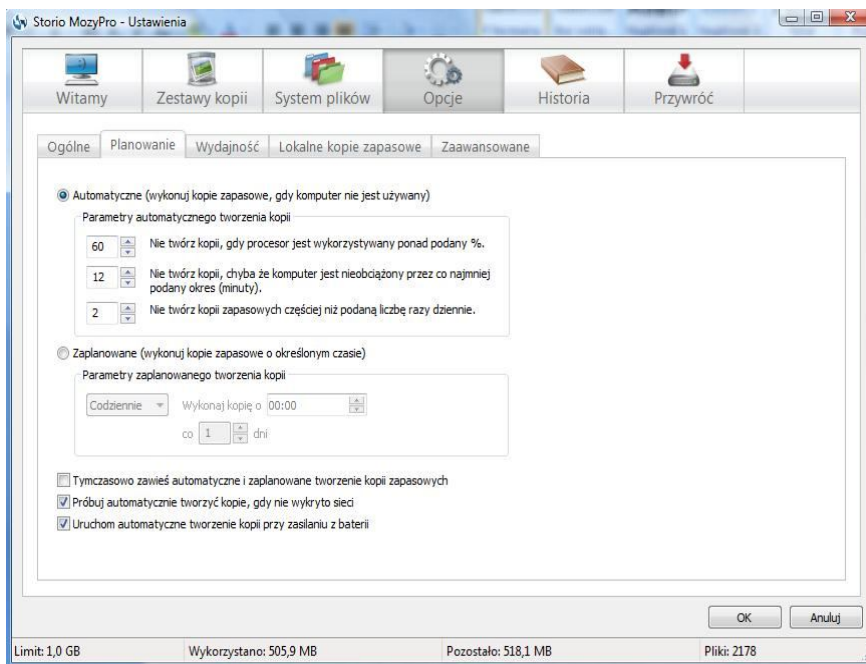 Storio MozyPro - Ustawienia
Witamy
Zestawy kopii
System plików
Opcje
Historia
Przywróć
Ogólne
Planowanie
Wydajność
Lokalne kopie zapasowe
Zaawansowane
Automatyczne (wykonuj kopie zapasowe, gdy komputer nie jest używany)
Parametry automatycznego tworzenia kopii
60
Nie twórz kopii, gdy procesor jest wykorzystywany ponad podany %.
12
Nie twórz kopii, chyba że komputer jest nieobciążony przez co najmniej
podany okres (minuty).
2
Nie twórz kopii zapasowych częściej niż podaną liczbę razy dziennie.
Zaplanowane (wykonuj kopie zapasowe o określonym czasie)
Parametry zaplanowanego tworzenia kopii
Codziennie
Wykonaj kopię o
00:00
co
1
dni
Tymczasowo zawieś automatyczne i zaplanowane tworzenie kopii zapasowych
Próbuj automatycznie tworzyć kopie, gdy nie wykryto sieci
Uruchom automatyczne tworzenie kopii przy zasilaniu z baterii
OK
Anuluj
Limit: 1,0 GB
Wykorzystano: 505,9 MB
Pozostało: 518,1 MB
Pliki: 2178